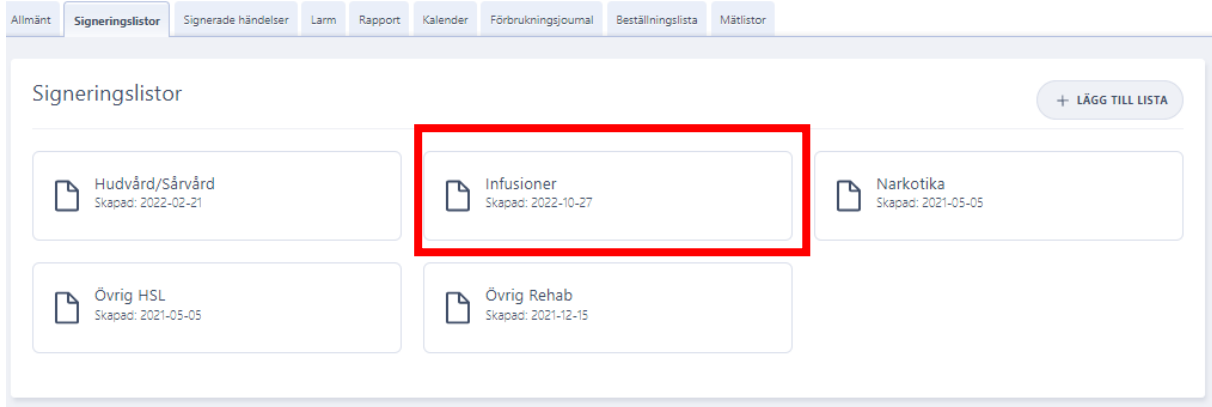 Allmänt Signeringslistor Signerade händelser Larm Rapport Kalender Förbrukningsjournal Beställningslista Mätlistor
Signeringslistor
+ LÄGG TILL LISTA
Hudvård/Sårvård
Skapad: 2022-02-21
Infusioner
Skapad: 2022-10-27
Narkotika
Skapad: 2021-05-05
Övrig HSL
Skapad: 2021-05-05
Övrig Rehab
Skapad: 2021-12-15